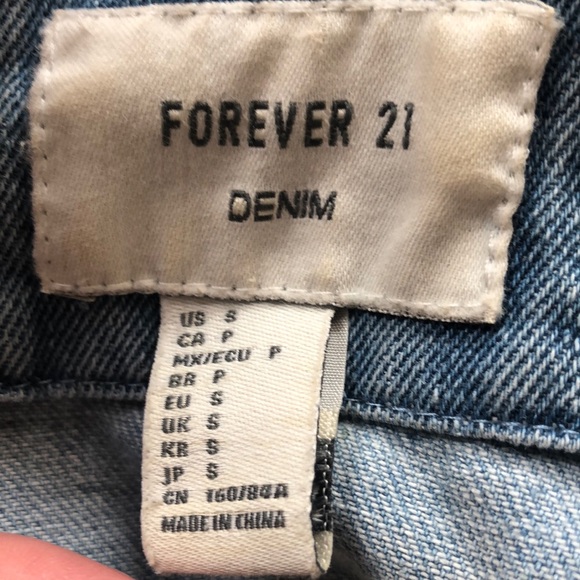 FOREVER 21
DENIM
US S
CA P
MX/ECU P
BR P
EU S
UK S
KR S
JP S
CN 160/84A
MADE IN CHINA